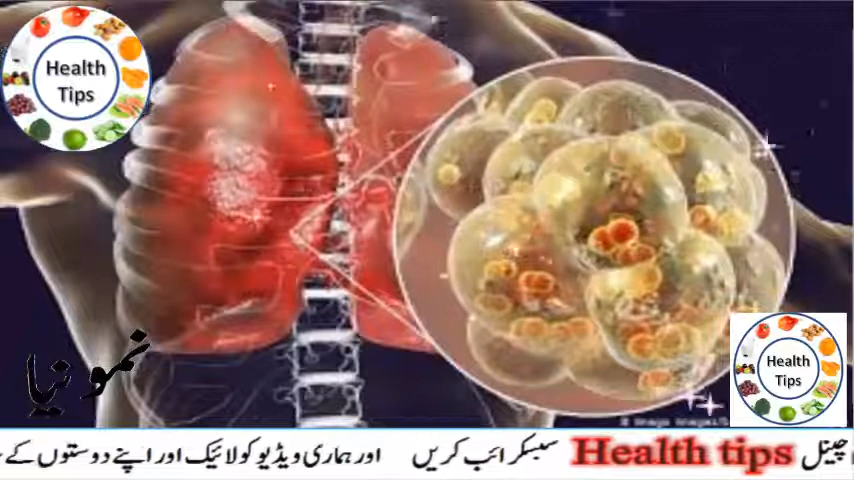 Health
Tips
نمونیا
Health
Tips
چینل Health tips سبسکرائب کریں اور ہماری ویڈیو کو لائیک اور اپنے دوستوں کے